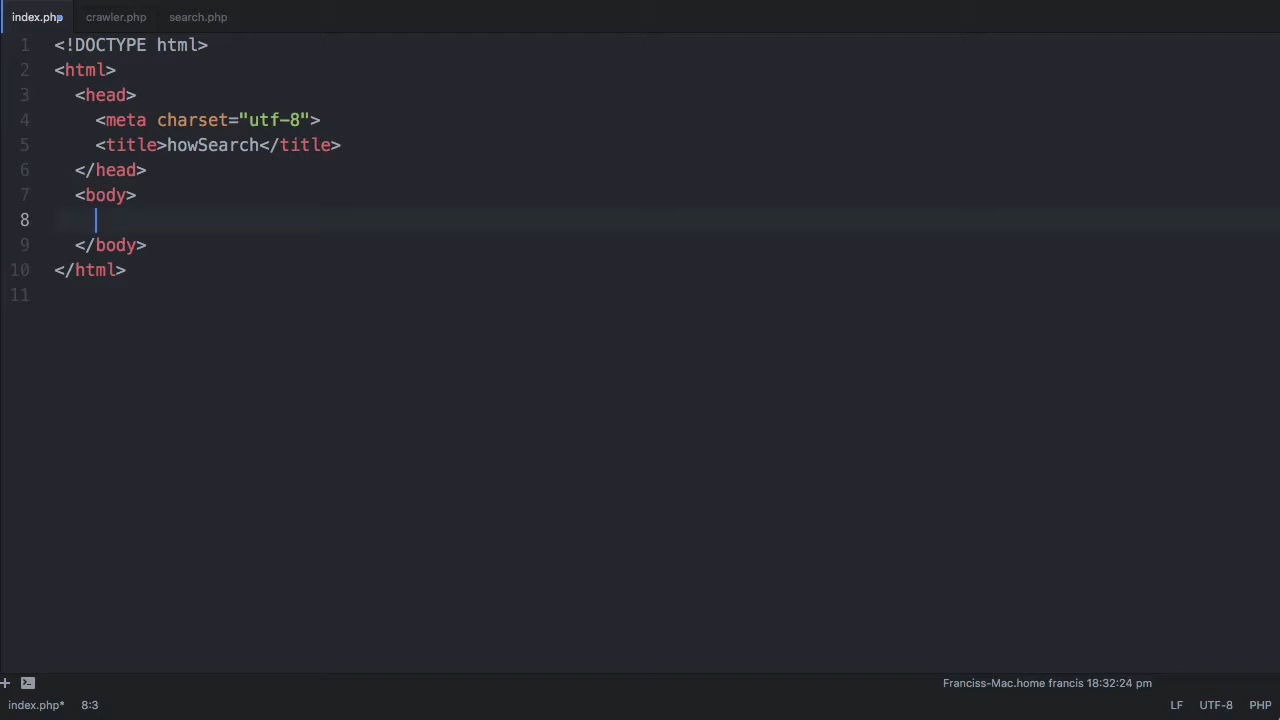 index.php crawler.php search.php
1 <!DOCTYPE html>
2 <html>
3 <head>
4 <meta charset="utf-8">
5 <title>howSearch</title>
6 </head>
7 <body>
8
9 </body>
10 </html>
11
Franciss-Mac.home francis 18:32:24 pm
index.php* 8:3 LF UTF-8 PHP